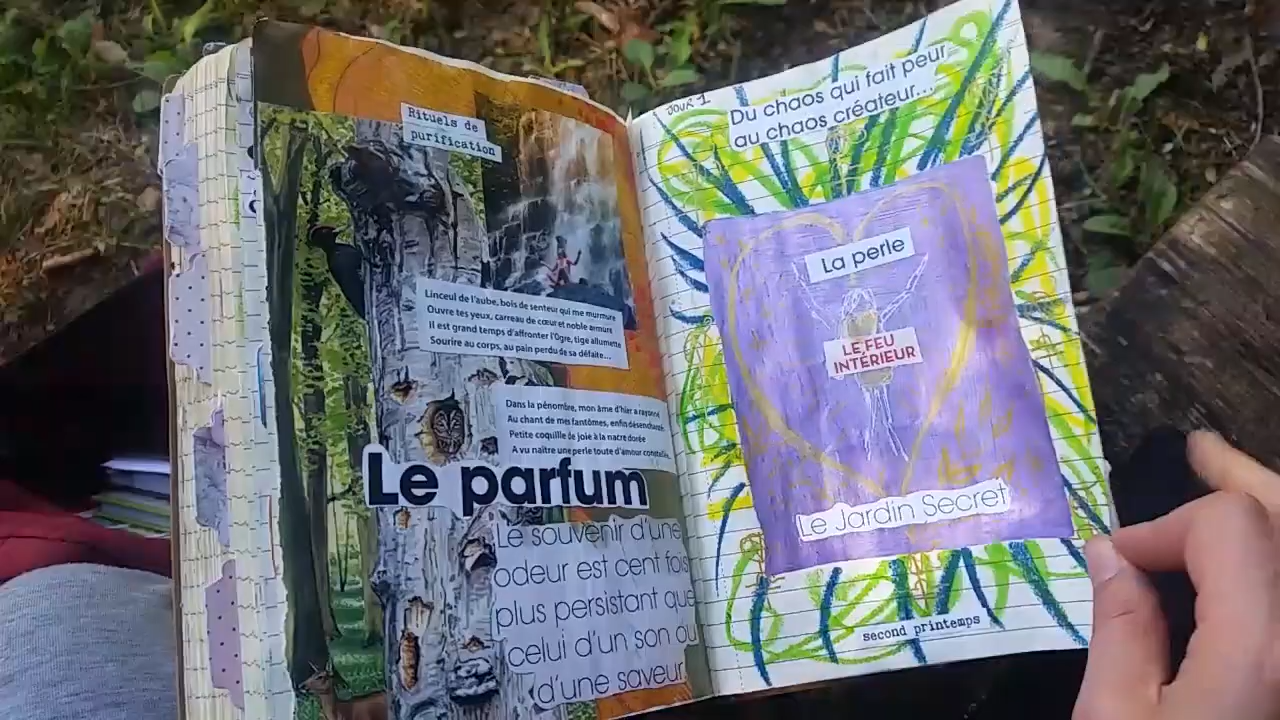 Rituels de
purification
Linceul de l'aube, bois de senteur qui me murmure
Ouvre tes yeux, carreau de cœur et noble armure
Il est grand temps d'affronter l'Ogre, tige allumette
Sourire au corps, au pain perdu de sa défaite...
Dans la pénombre, mon âme d'hier a rayonné
Au chant de mes fantômes, enfin désenchanté
Petite coquille de joie à la nacre dorée
A vu naître une perle toute d'amour
Le parfum
Le souvenir d'une
odeur est cent fois
plus persistant que
celui d'un son ou
d'une saveur.
JOUR 1
Du chaos qui fait peur
au chaos créateur...
La perle
LE FEU
INTÉRIEUR
Le Jardin Secret
second printemps